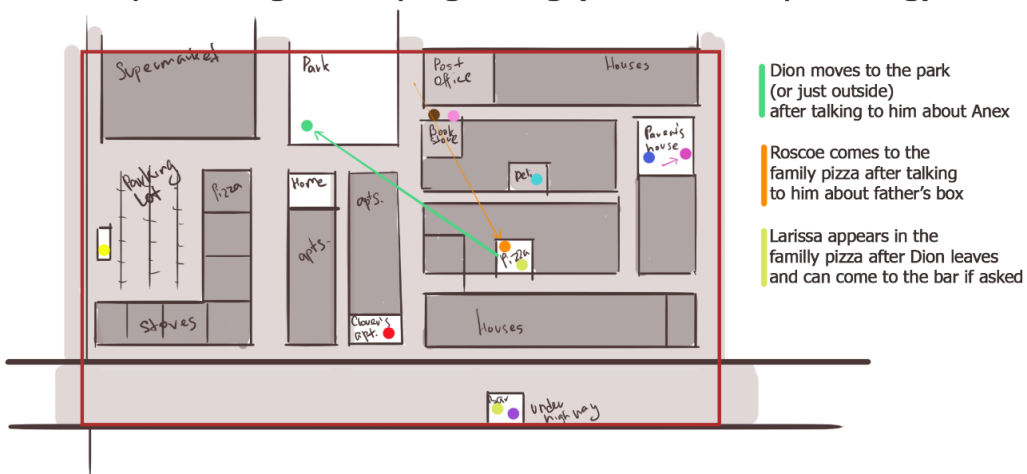 Supermarket
Park
Post
Office
Houses
Book
Store
Parent's
house
Deli
Parking
Lot
Pizza
Home
apts.
apts.
Pizza
Stores
Clover's
apt.
Houses
Bar
under
highway
Dion moves to the park
(or just outside)
after talking to him about Anex
Roscoe comes to the
family pizza after talking
to him about father's box
Larissa appears in the
familly pizza after Dion leaves
and can come to the bar if asked